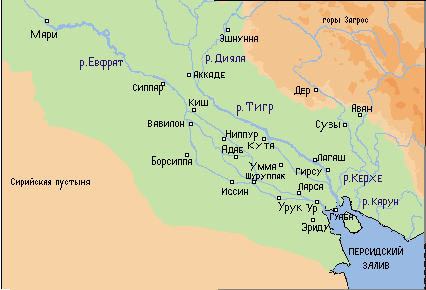 горы Загрос
Мари
Эшнунна
р.Евфрат
р. Дияла
Аккаде
Сиппар
Дер
Киш
р. Тигр
Аван
Вавилон
Сузы
Ниппур
Кута
Адаб
Борсиппа
Лагаш
Умма
Гирсу
Шуруппак
р. Керхе
Сирийская пустыня
Иссин
Ларса
р. Карун
Урук
Ур
Гуаба
Эриду
ПЕРСИДСКИЙ
ЗАЛИВ